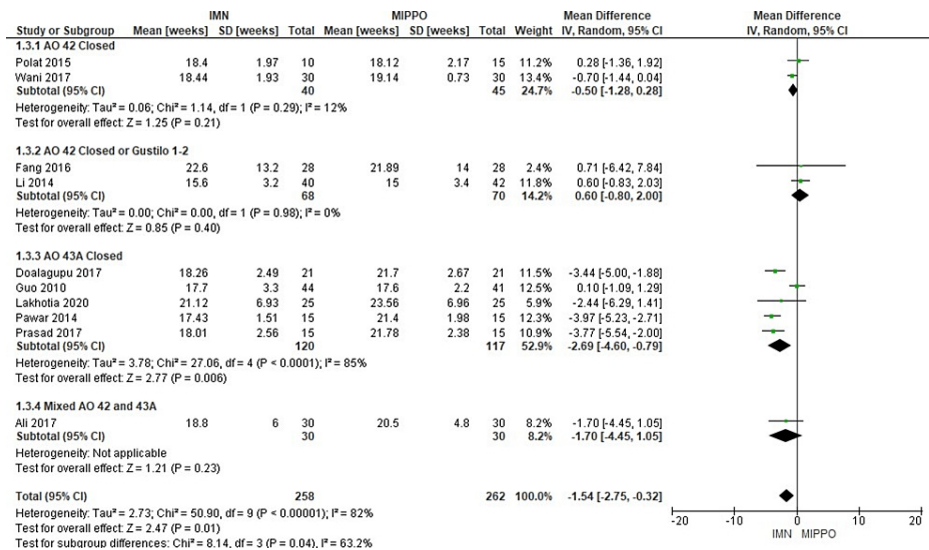 IMN MIPPO Mean Difference Mean Difference
Study or Subgroup Mean [weeks] SD [weeks] Total Mean [weeks] SD [weeks] Total Weight IV, Random, 95% CI IV, Random, 95% CI
1.3.1 AO 42 Closed
Polat 2015 18.4 1.97 10 18.12 2.17 15 11.2% 0.28 [-1.36, 1.92]
Wani 2017 18.44 1.93 30 19.14 0.73 30 13.4% -0.70 [-1.44, 0.04]
Subtotal (95% CI) 40 45 24.7% -0.50 [-1.28, 0.28]
Heterogeneity: Tau² = 0.06; Chi² = 1.14, df = 1 (P = 0.29); I² = 12%
Test for overall effect: Z = 1.25 (P = 0.21)
1.3.2 AO 42 Closed or Gustilo 1-2
Fang 2016 22.6 13.2 28 21.89 14 28 2.4% 0.71 [-6.42, 7.84]
Li 2014 15.6 3.2 40 15 3.4 42 11.8% 0.60 [-0.83, 2.03]
Subtotal (95% CI) 68 70 14.2% 0.60 [-0.80, 2.00]
Heterogeneity: Tau² = 0.00; Chi² = 0.00, df = 1 (P = 0.98); I² = 0%
Test for overall effect: Z = 0.85 (P = 0.40)
1.3.3 AO 43A Closed
Doalagupu 2017 18.26 2.49 21 21.7 2.67 21 11.5% -3.44 [-5.00, -1.88]
Guo 2010 17.7 3.3 44 17.6 2.2 41 12.5% 0.10 [-1.09, 1.29]
Lakhotia 2020 21.12 6.93 25 23.56 6.96 25 5.9% -2.44 [-6.29, 1.41]
Pawar 2014 17.43 1.51 15 21.4 1.98 15 12.3% -3.97 [-5.23, -2.71]
Prasad 2017 18.01 2.56 15 21.78 2.38 15 10.9% -3.77 [-5.54, -2.00]
Subtotal (95% CI) 120 117 52.9% -2.69 [-4.60, -0.79]
Heterogeneity: Tau² = 3.78; Chi² = 27.06, df = 4 (P < 0.0001); I² = 85%
Test for overall effect: Z = 2.77 (P = 0.006)
1.3.4 Mixed AO 42 and 43A
Ali 2017 18.8 6 30 20.5 4.8 30 8.2% -1.70 [-4.45, 1.05]
Subtotal (95% CI) 30 30 8.2% -1.70 [-4.45, 1.05]
Heterogeneity: Not applicable
Test for overall effect: Z = 1.21 (P = 0.23)
Total (95% CI) 258 262 100.0% -1.54 [-2.75, -0.32]
Heterogeneity: Tau² = 2.73; Chi² = 50.90, df = 9 (P < 0.00001); I² = 82%
Test for overall effect: Z = 2.47 (P = 0.01)
Test for subgroup differences: Chi² = 8.14, df = 3 (P = 0.04), I² = 63.2%
-20 -10 0 10 20
IMN MIPPO